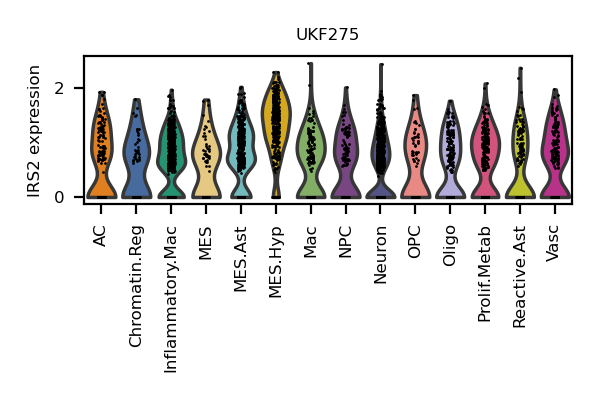 UKF275
IRS2 expression
2
0
AC
Chromatin.Reg
Inflammatory.Mac
MES
MES.Ast
MES.Hyp
Mac
NPC
Neuron
OPC
Oligo
Prolif.Metab
Reactive.Ast
Vasc